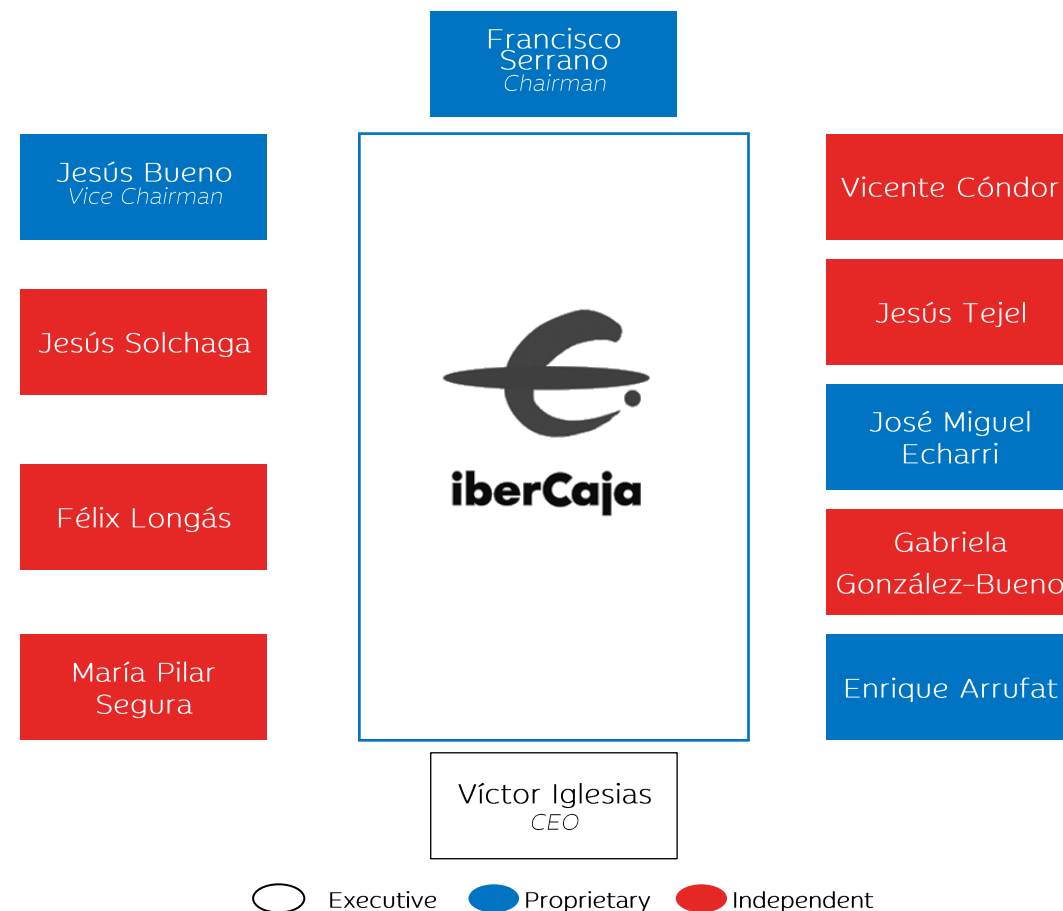 Francisco
Serrano
Chairman
Jesús Bueno
Vice Chairman
Jesús Solchaga
Félix Longás
María Pilar
Segura
iberCaja
Vicente Cóndor
Jesús Tejel
José Miguel
Echarri
Gabriela
González-Bueno
Enrique Arrufat
Víctor Iglesias
CEO
Executive Proprietary Independent